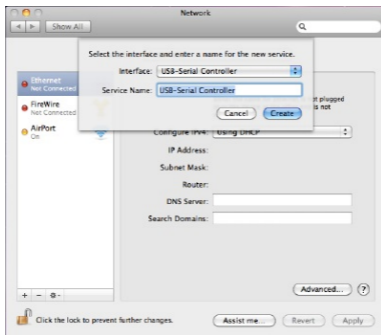 Network
Show All
Select the interface and enter a name for the new service.
Interface: USB-Serial Controller
Service Name: USB-Serial Controller
Cancel Create
Ethernet
Not Connected
FireWire
Not Connected
AirPort
On
t plugged
is not
Configure IPv4: Using DHCP
IP Address:
Subnet Mask:
Router:
DNS Server:
Search Domains:
Advanced... ?
Click the lock to prevent further changes.
Assist me... Revert Apply